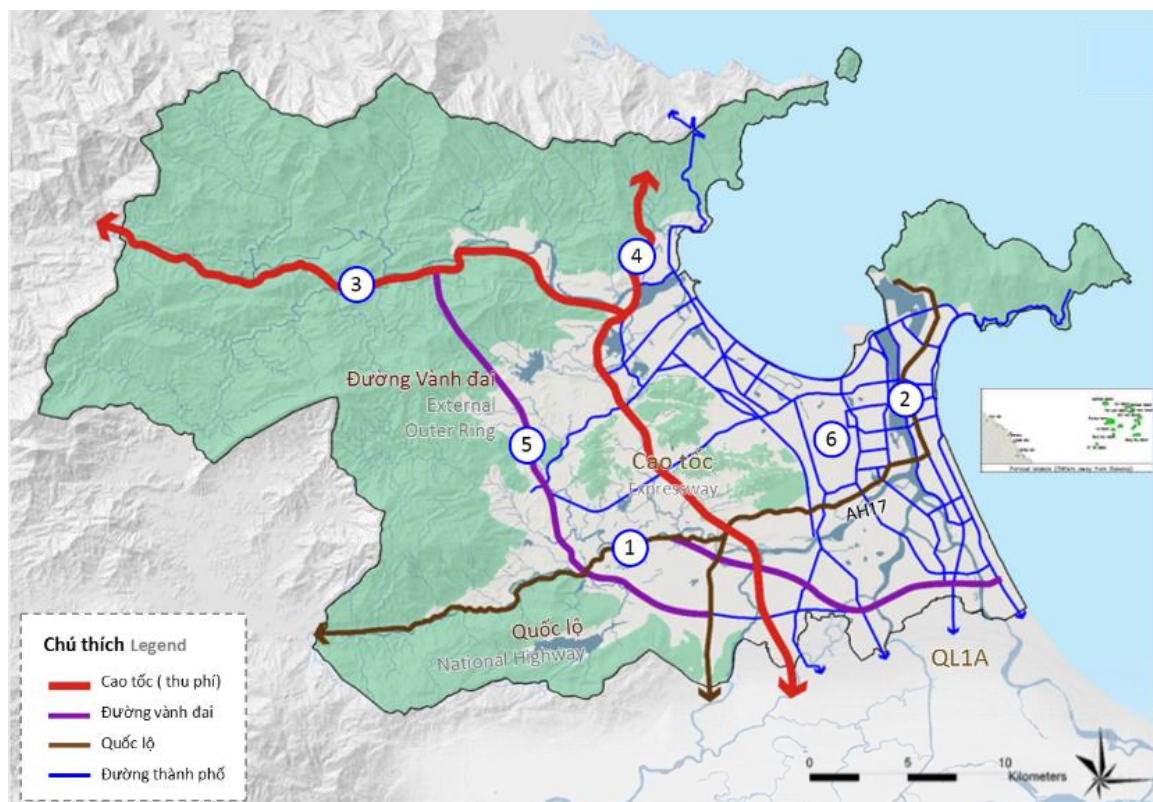 4
3
2
Đường Vành đai
External
Outer Ring
5
6
Cao tốc
Expressway
AH17
1
Quốc lộ
National Highway
QL1A
Chú thích Legend
Cao tốc ( thu phí)
Đường vành đai
Quốc lộ
Đường thành phố
0 5 10
Kilometers